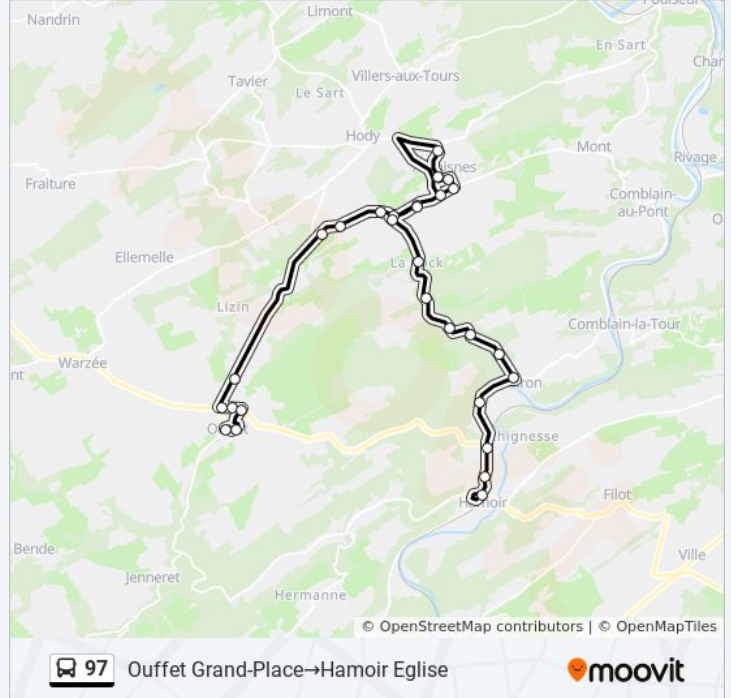 Nandrin
Limont
En Sart
Tavier
Villers-aux-Tours
Le Sart
Hody
Mont
Rivage
Fraiture
Comblain-
au-Pont
Ellemelle
Lizin
Comblain-la-Tour
Warzée
Filot
Bende
Ville
Jenneret
Hermanne
© OpenStreetMap contributors | © OpenMapTiles
97 Ouffet Grand-Place→Hamoir Eglise
moovit